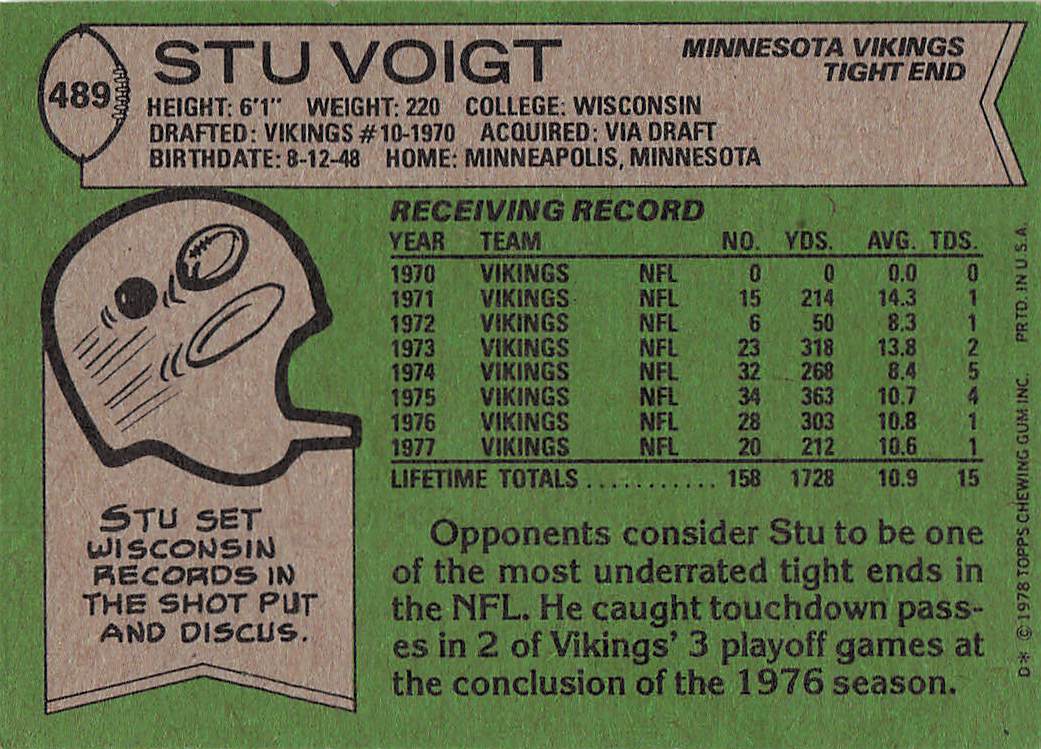 489
STU VOIGT
MINNESOTA VIKINGS
TIGHT END
HEIGHT: 6'1" WEIGHT: 220 COLLEGE: WISCONSIN
DRAFTED: VIKINGS #10-1970 ACQUIRED: VIA DRAFT
BIRTHDATE: 8-12-48 HOME: MINNEAPOLIS, MINNESOTA
RECEIVING RECORD
YEAR TEAM NO. YDS. AVG. TDS.
1970 VIKINGS NFL 0 0 0.0 0
1971 VIKINGS NFL 15 214 14.3 1
1972 VIKINGS NFL 6 50 8.3 1
1973 VIKINGS NFL 23 318 13.8 2
1974 VIKINGS NFL 32 268 8.4 5
1975 VIKINGS NFL 34 363 10.7 4
1976 VIKINGS NFL 28 303 10.8 1
1977 VIKINGS NFL 20 212 10.6 1
LIFETIME TOTALS ........... 158 1728 10.9 15
STU SET
WISCONSIN
RECORDS IN
THE SHOT PUT
AND DISCUS.
Opponents consider Stu to be one
of the most underrated tight ends in
the NFL. He caught touchdown pass-
es in 2 of Vikings' 3 playoff games at
the conclusion of the 1976 season.
D* © 1978 TOPPS CHEWING GUM INC. PRTD. IN U.S.A.